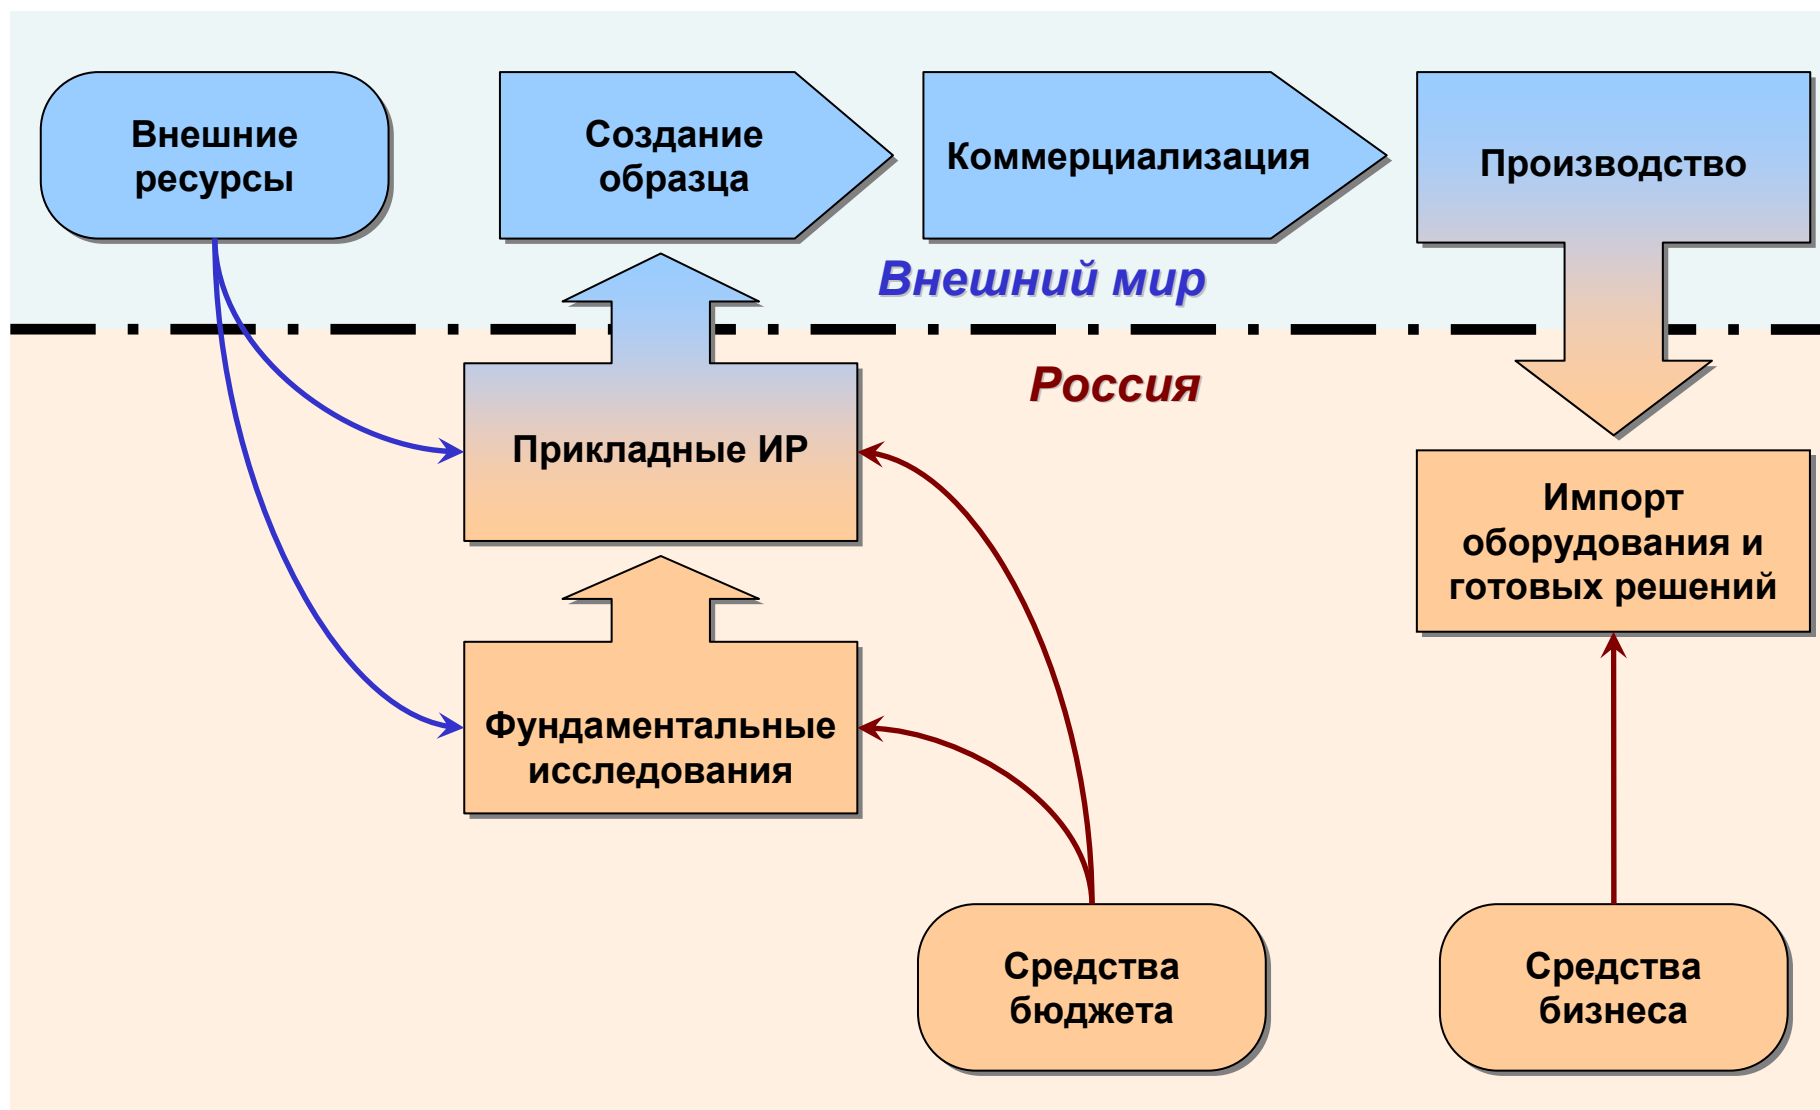 Внешние
ресурсы
Создание
образца
Коммерциализация
Производство
Внешний мир
Россия
Прикладные ИР
Импорт
оборудования и
готовых решений
Фундаментальные
исследования
Средства
бюджета
Средства
бизнеса